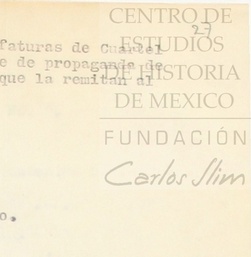 CENTRO DE
27
ESTUDIOS
faturas de Cuartel
e de propaganda de
DE HISTORIA
que la remitan al
DE MEXICO
FUNDACIÓN
Carlos Slim
o.